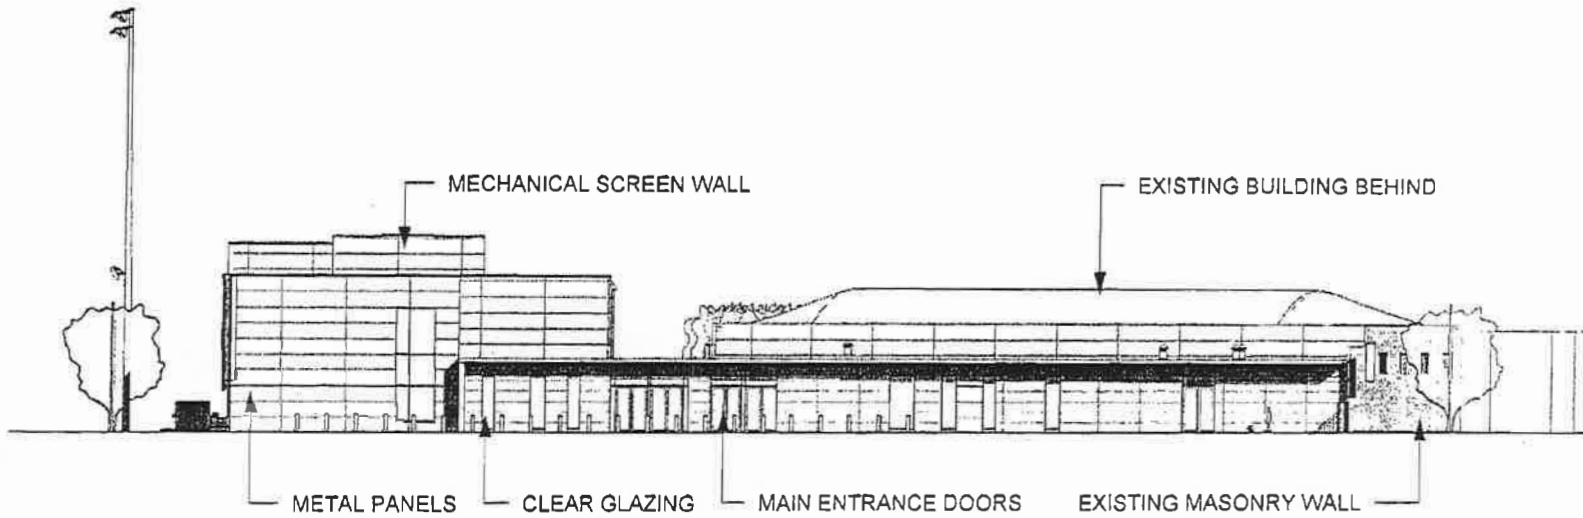 MECHANICAL SCREEN WALL
EXISTING BUILDING BEHIND
METAL PANELS
CLEAR GLAZING
MAIN ENTRANCE DOORS
EXISTING MASONRY WALL